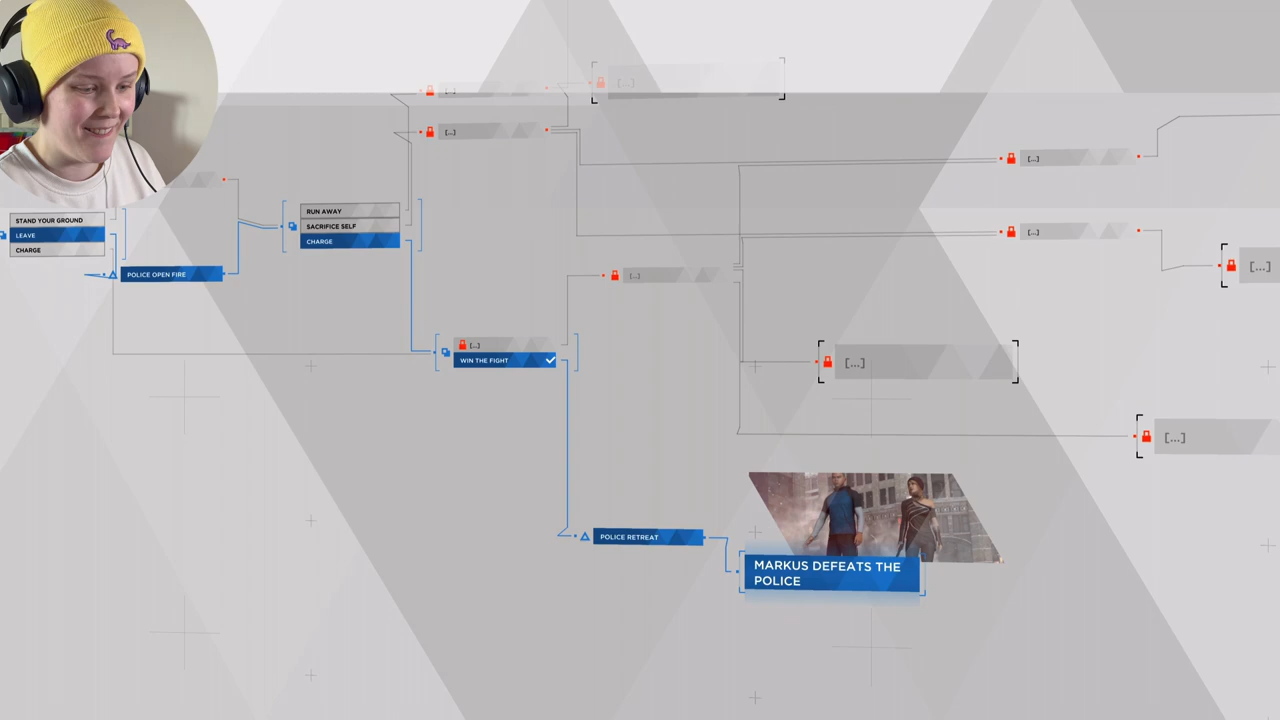 [...]
[...]
[...]
[...]
RUN AWAY
SACRIFICE SELF
CHARGE
STAND YOUR GROUND
LEAVE
CHARGE
[...]
POLICE OPEN FIRE
[...]
[...]
[...]
WIN THE FIGHT
[...]
[...]
POLICE RETREAT
MARKUS DEFEATS THE
POLICE